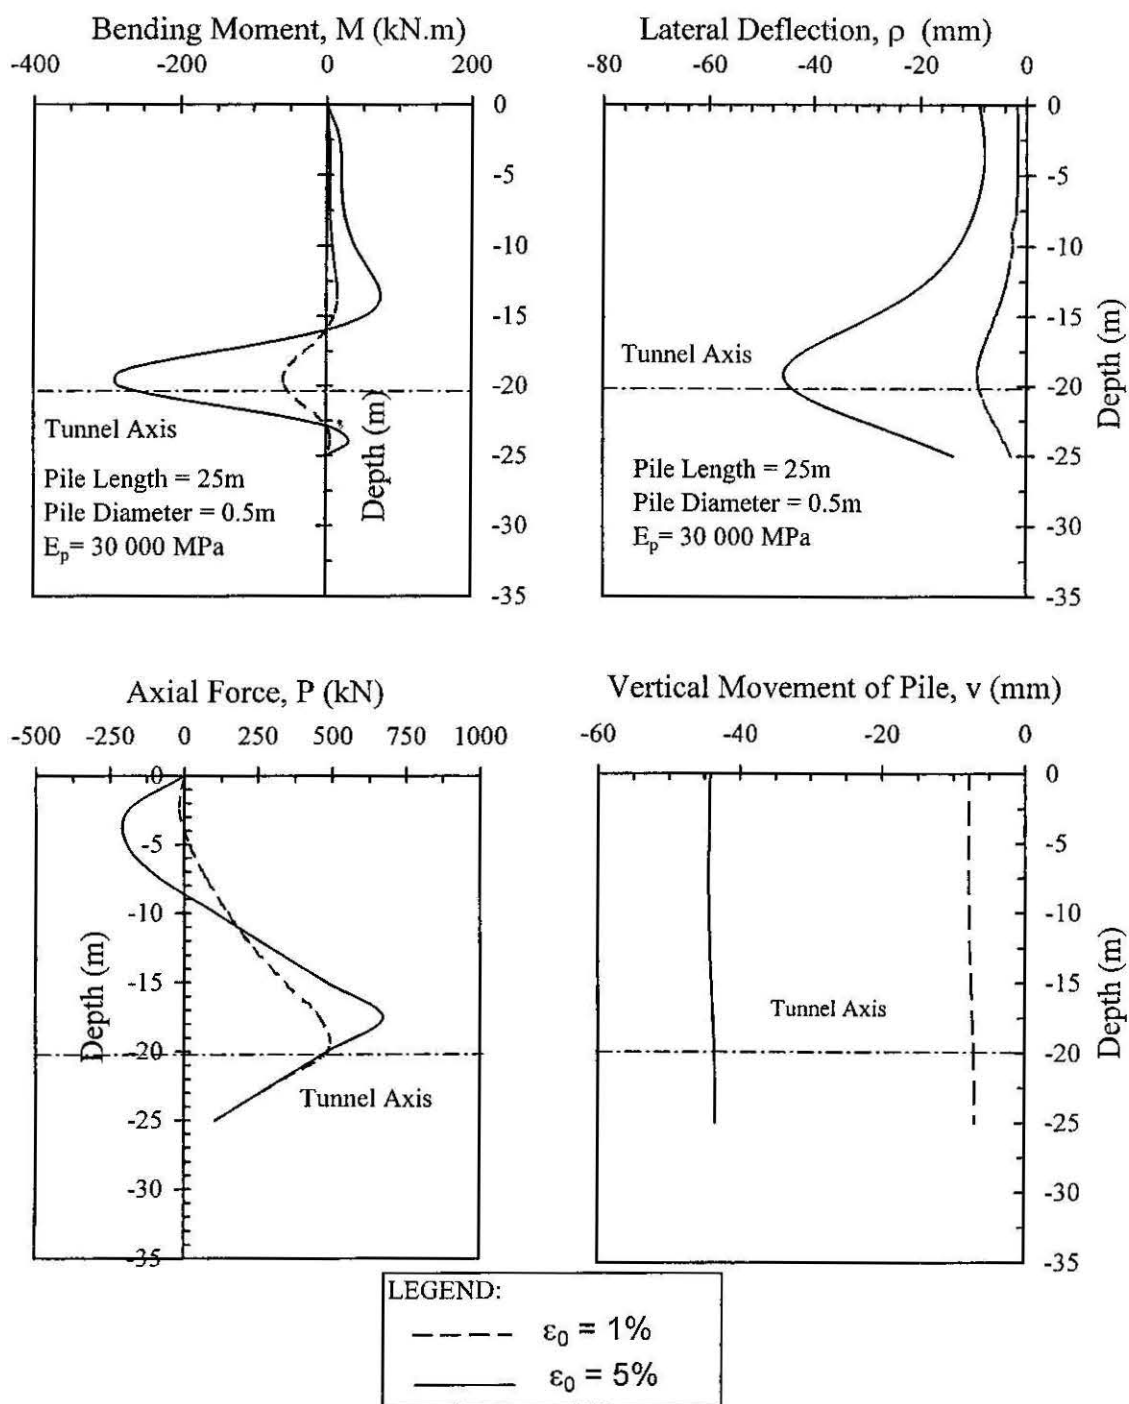 Bending Moment, M (kN.m)
-400 -200 0 200
0
-5
-10
-15
-20
-25
-30
-35
Depth (m)
Tunnel Axis
Pile Length = 25m
Pile Diameter = 0.5m
Eₚ= 30 000 MPa
Lateral Deflection, ρ (mm)
-80 -60 -40 -20 0
0
-5
-10
-15
-20
-25
-30
-35
Depth (m)
Tunnel Axis
Pile Length = 25m
Pile Diameter = 0.5m
Eₚ= 30 000 MPa
Axial Force, P (kN)
-500 -250 0 250 500 750 1000
0
-5
-10
-15
-20
-25
-30
-35
Depth (m)
Tunnel Axis
Vertical Movement of Pile, v (mm)
-60 -40 -20 0
0
-5
-10
-15
-20
-25
-30
-35
Depth (m)
Tunnel Axis
LEGEND:
ε₀ = 1%
ε₀ = 5%